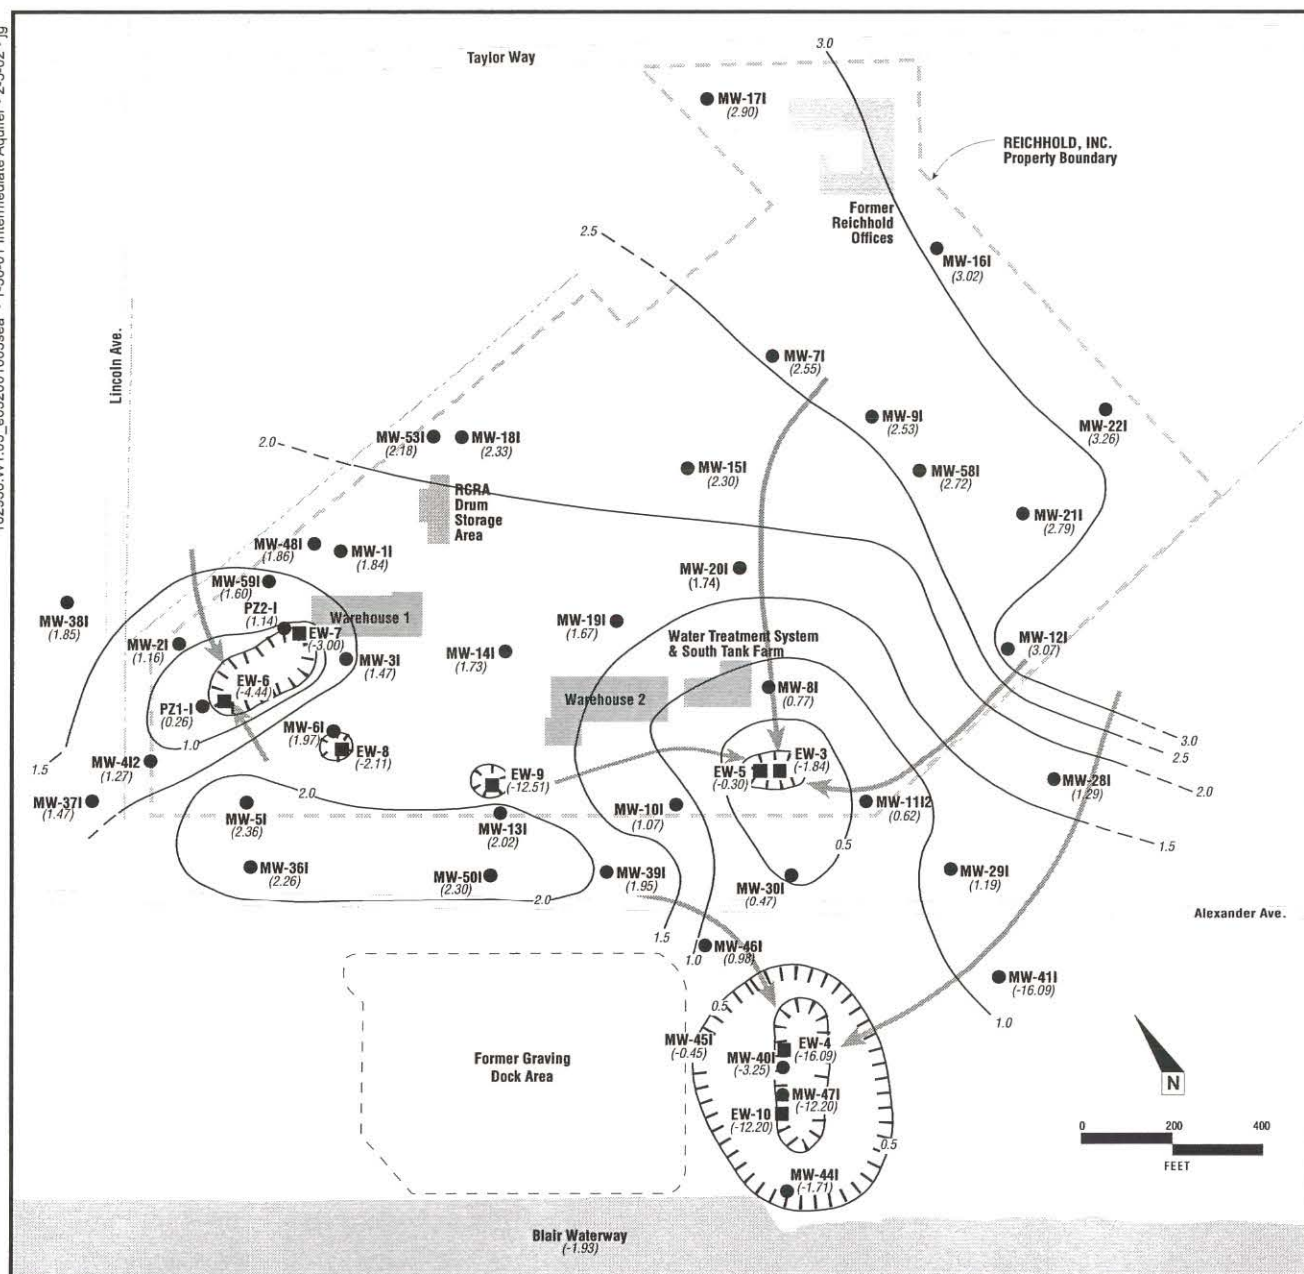 Taylor Way
3.0
MW-17I
(2.90)
REICHHOLD, INC.
Property Boundary
Former
Reichhold
Offices
2.5
MW-16I
(3.02)
Lincoln Ave.
MW-7I
(2.55)
MW-9I
(2.53)
MW-22I
(3.26)
2.0
MW-53I
(2.18)
MW-18I
(2.33)
MW-15I
(2.30)
MW-58I
(2.72)
RCRA
Drum
Storage
Area
MW-21I
(2.79)
MW-48I
(1.86)
MW-1I
(1.84)
MW-20I
(1.74)
MW-59I
(1.60)
MW-38I
(1.85)
PZ2-I
(1.14)
Warehouse 1
MW-19I
(1.67)
EW-7
(-3.00)
MW-2I
(1.16)
MW-3I
(1.47)
MW-14I
(1.73)
Water Treatment System
& South Tank Farm
MW-12I
(3.07)
EW-6
(-4.44)
PZ1-I
(0.26)
Warehouse 2
MW-8I
(0.77)
MW-6I
(1.97)
1.0
EW-8
(-2.11)
3.0
2.5
MW-4I2
(1.27)
1.5
EW-9
(-12.51)
EW-5
(-0.30)
EW-3
(-1.84)
MW-28I
(1.29)
2.0
MW-37I
(1.47)
2.0
MW-5I
(2.36)
MW-13I
(2.02)
MW-10I
(1.07)
MW-11I2
(0.62)
0.5
1.5
MW-36I
(2.26)
MW-50I
(2.30)
MW-39I
(1.95)
MW-30I
(0.47)
MW-29I
(1.19)
2.0
Alexander Ave.
1.5
MW-46I
(0.98)
1.0
MW-41I
(-16.09)
0.5
1.0
MW-45I
(-0.45)
EW-4
(-16.09)
MW-40I
(-3.25)
Former Graving
Dock Area
MW-47I
(-12.20)
EW-10
(-12.20)
N
0 200 400
FEET
0.5
MW-44I
(-1.71)
Blair Waterway
(-1.93)